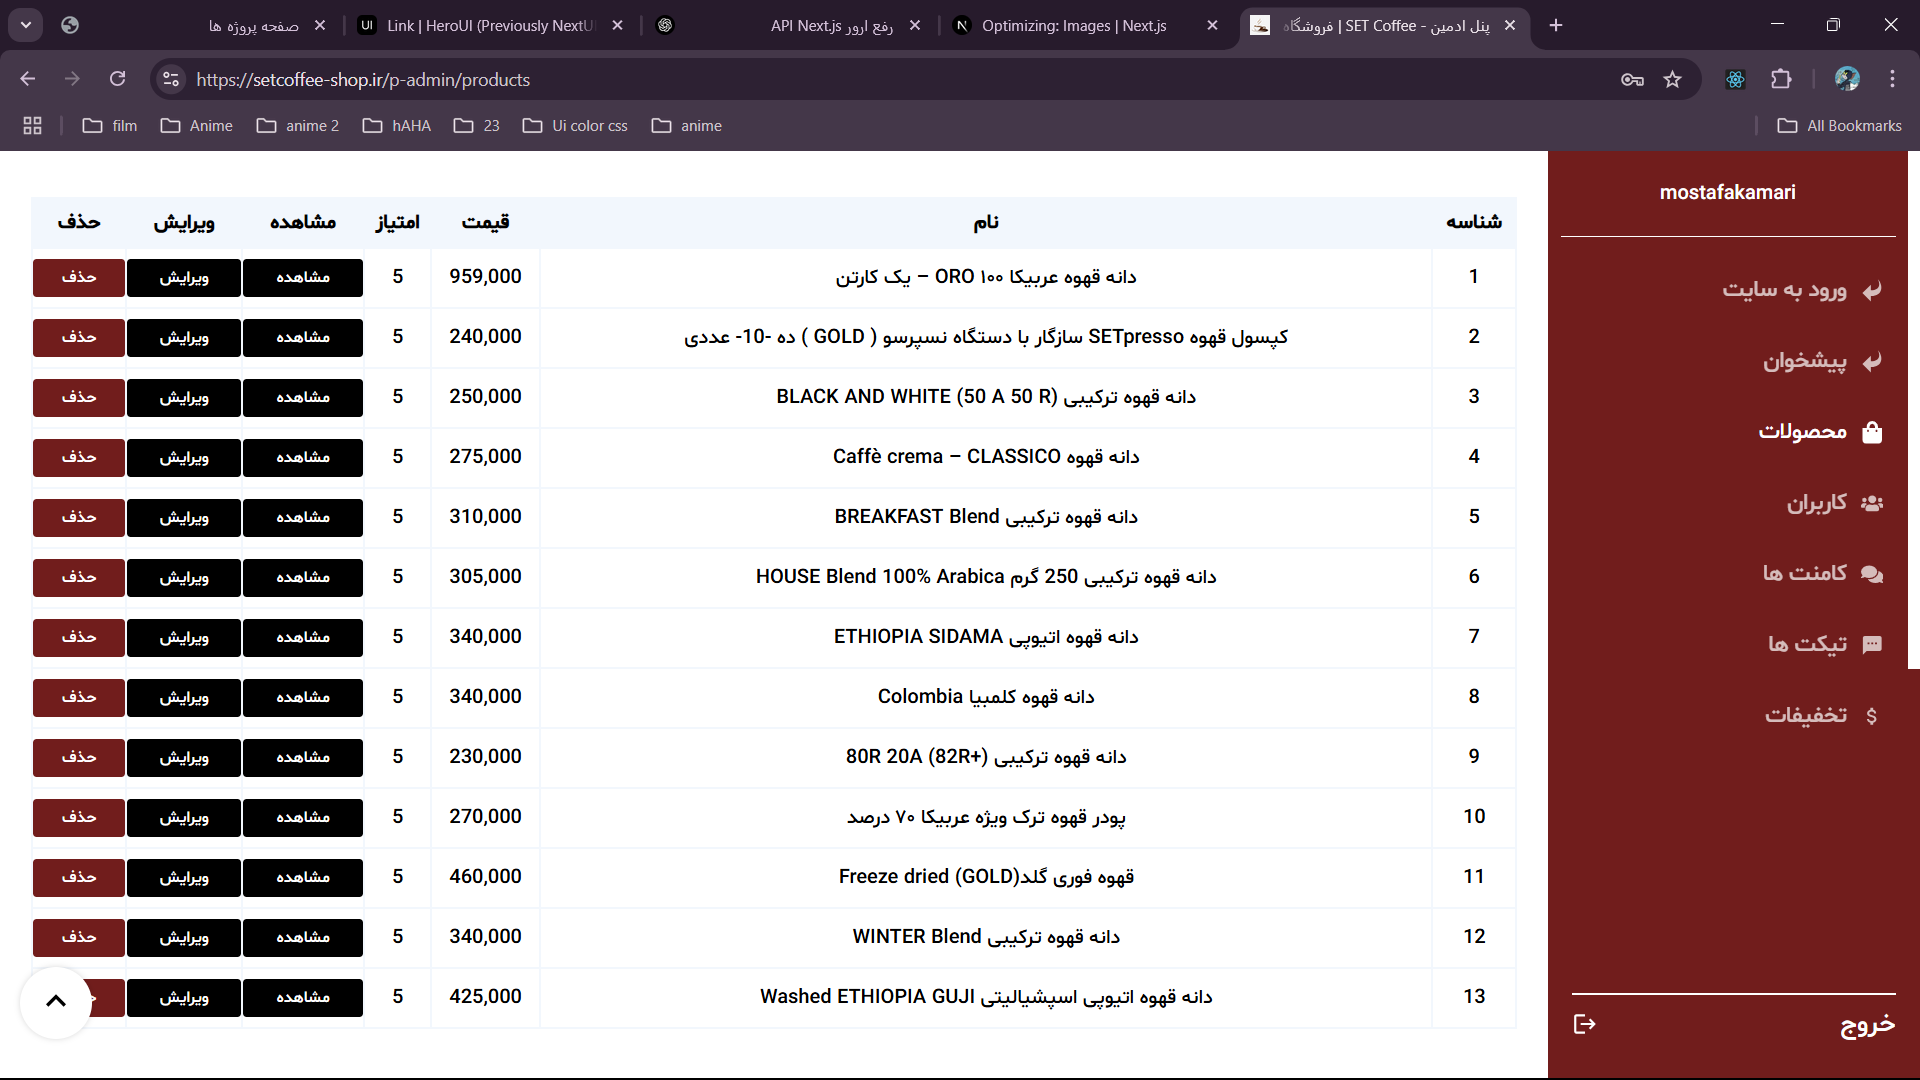 صفحه پروژه ها
Link | HeroUI (Previously NextU
رفع ارور API Next.js
Optimizing: Images | Next.js
پنل ادمین - SET Coffee | فروشگاه
https://setcoffee-shop.ir/p-admin/products
film
Anime
anime 2
hAHA
23
Ui color css
anime
All Bookmarks
mostafakamari
ورود به سایت
پیشخوان
محصولات
کاربران
کامنت ها
تیکت ها
تخفیفات
خروج
شناسه نام قیمت امتیاز مشاهده ویرایش حذف
1 دانه قهوه عربیکا ۱۰۰ ORO – یک کارتن 959,000 5 مشاهده ویرایش حذف
2 کپسول قهوه SETpresso سازگار با دستگاه نسپرسو ( GOLD ) ده -10- عددی 240,000 5 مشاهده ویرایش حذف
3 دانه قهوه ترکیبی BLACK AND WHITE (50 A 50 R) 250,000 5 مشاهده ویرایش حذف
4 دانه قهوه Caffè crema – CLASSICO 275,000 5 مشاهده ویرایش حذف
5 دانه قهوه ترکیبی BREAKFAST Blend 310,000 5 مشاهده ویرایش حذف
6 دانه قهوه ترکیبی 250 گرم HOUSE Blend 100% Arabica 305,000 5 مشاهده ویرایش حذف
7 دانه قهوه اتیوپی ETHIOPIA SIDAMA 340,000 5 مشاهده ویرایش حذف
8 دانه قهوه کلمبیا Colombia 340,000 5 مشاهده ویرایش حذف
9 دانه قهوه ترکیبی 80R 20A (82R+) 230,000 5 مشاهده ویرایش حذف
10 پودر قهوه ترک ویژه عربیکا ۷۰ درصد 270,000 5 مشاهده ویرایش حذف
11 قهوه فوری گلد(GOLD) Freeze dried 460,000 5 مشاهده ویرایش حذف
12 دانه قهوه ترکیبی WINTER Blend 340,000 5 مشاهده ویرایش حذف
13 دانه قهوه اتیوپی اسپشیالیتی Washed ETHIOPIA GUJI 425,000 5 مشاهده ویرایش